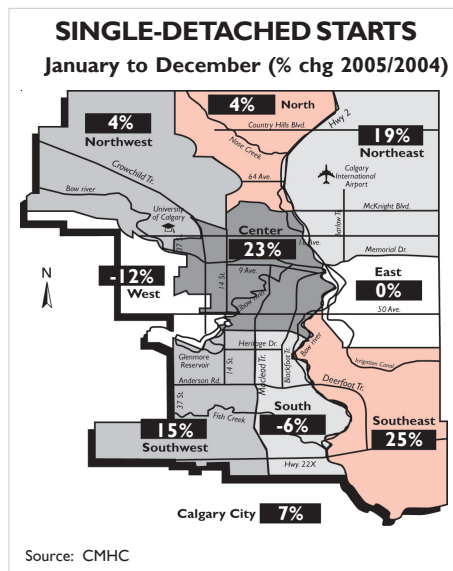 SINGLE-DETACHED STARTS
January to December (% chg 2005/2004)
4%
Northwest
4%
North
Country Hills Blvd.
Hwy 2
19%
Northeast
Nose Creek
Crowchild Tr.
64 Ave.
Calgary
International
Airport
Bow river
University
of Calgary
McKnight Blvd.
Barlow Tr.
37 St.
Center
16 Ave.
23%
Memorial Dr.
N
-12%
West
14 St.
9 Ave.
Bow River
East
0%
50 Ave.
Bow river
Glenmore
Reservoir
Heritage Dr.
14 St.
Macleod Tr.
Blackfoot Tr.
Irrigation Canal
Anderson Rd.
Deerfoot Tr.
37 St.
Fish Creek
South
-6%
15%
Southwest
Southeast
25%
Hwy. 22X
Calgary City 7%
Source: CMHC